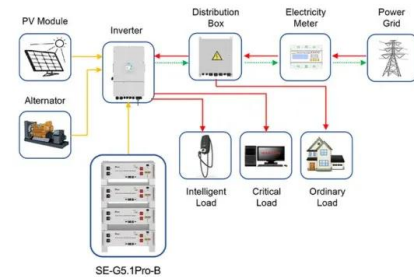 PV Module
Inverter
Distribution
Box
Electricity
Meter
Power
Grid
Alternator
Intelligent
Load
Critical
Load
Ordinary
Load
SE-G5.1Pro-B